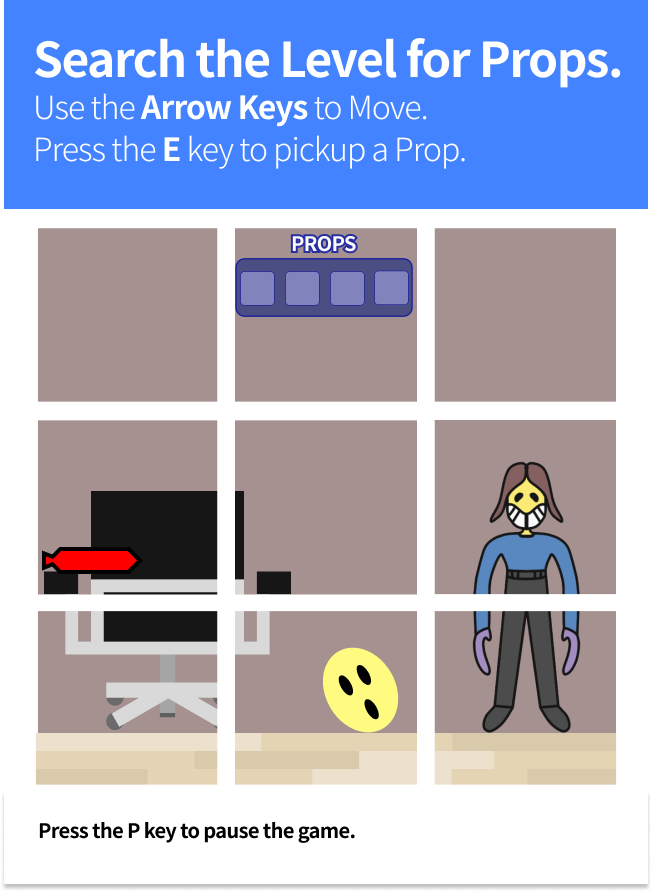 Search the Level for Props.
Use the Arrow Keys to Move.
Press the E key to pickup a Prop.
PROPS
Press the P key to pause the game.